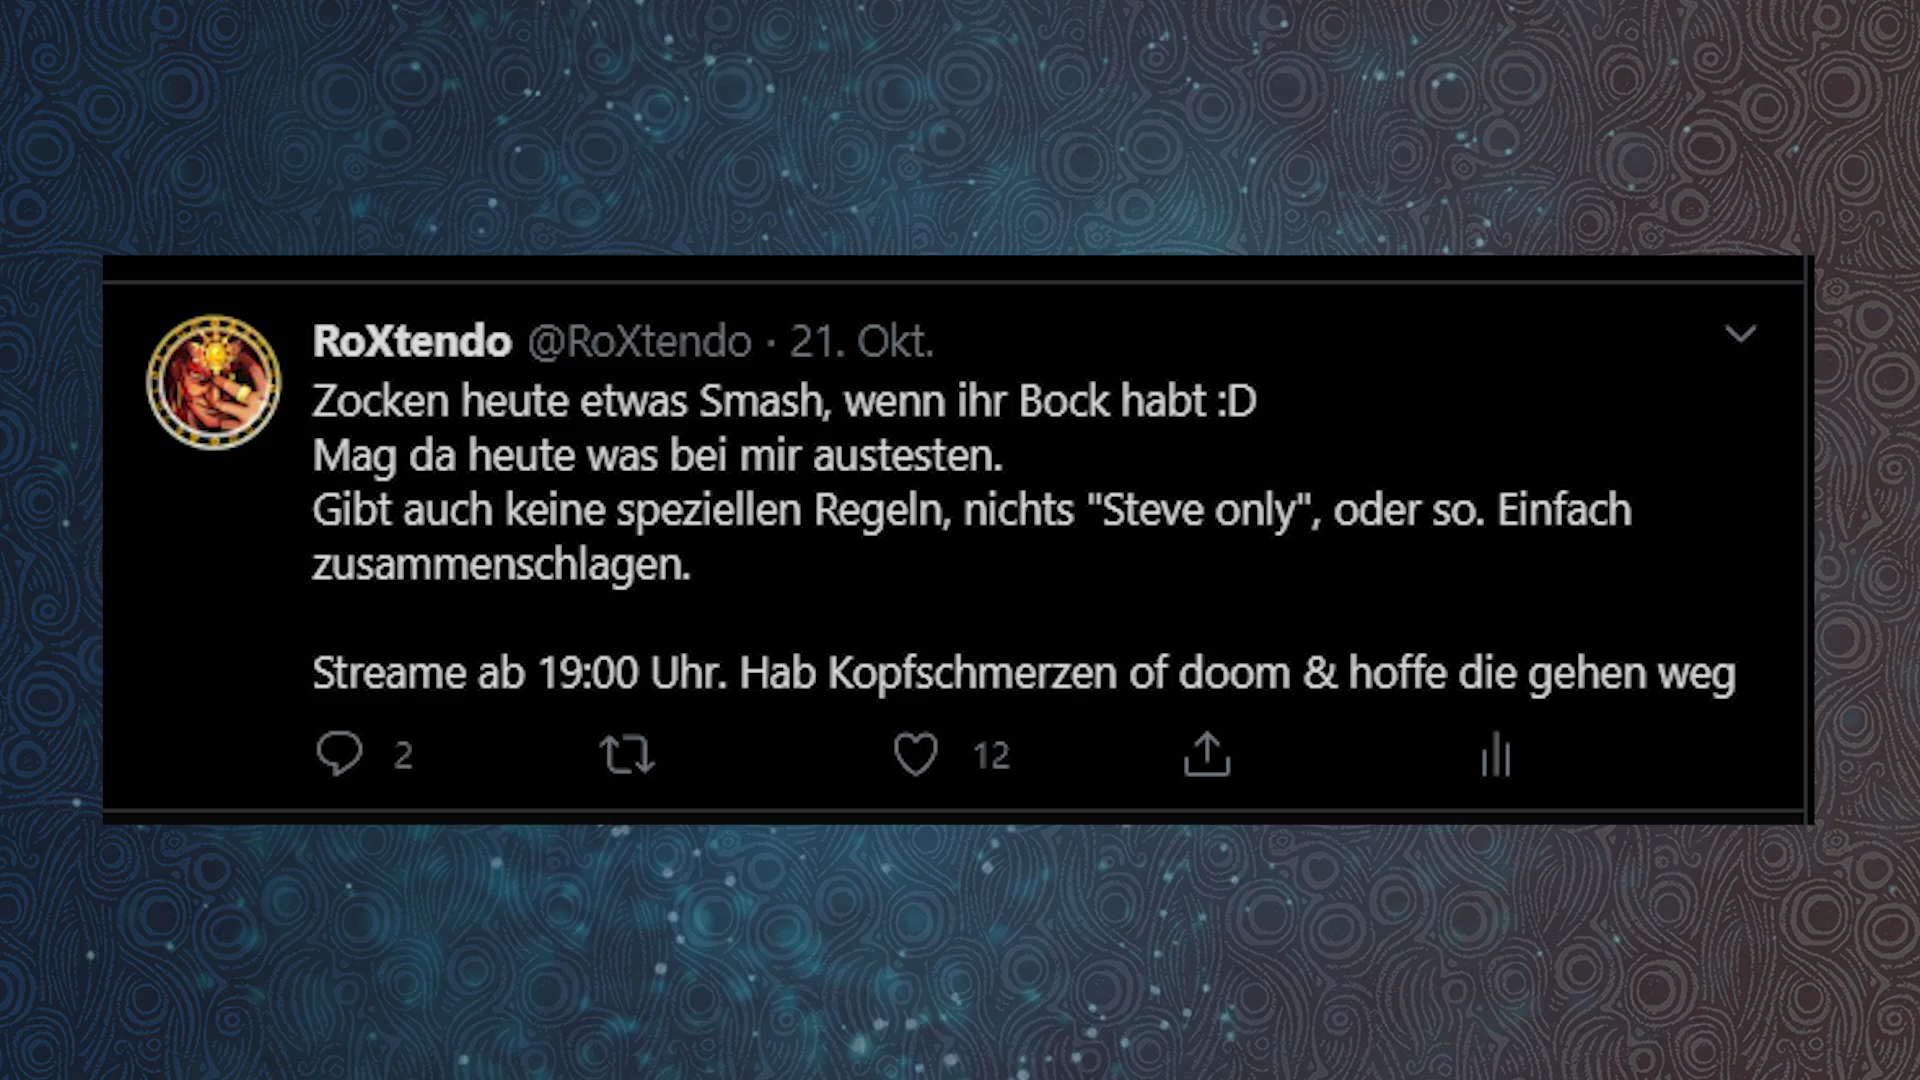 RoXtendo @RoXtendo · 21. Okt.
Zocken heute etwas Smash, wenn ihr Bock habt :D
Mag da heute was bei mir austesten.
Gibt auch keine speziellen Regeln, nichts "Steve only", oder so. Einfach
zusammenschlagen.
Streame ab 19:00 Uhr. Hab Kopfschmerzen of doom & hoffe die gehen weg
2 12